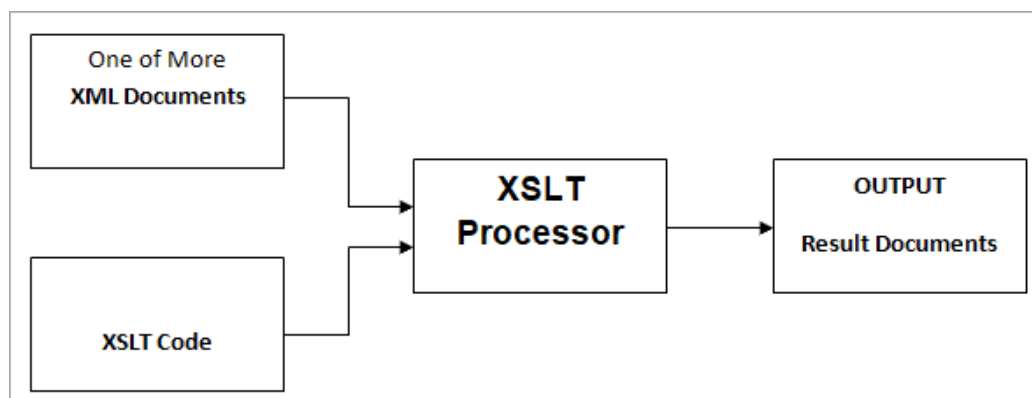 One of More
XML Documents
XSLT Code
XSLT
Processor
OUTPUT
Result Documents